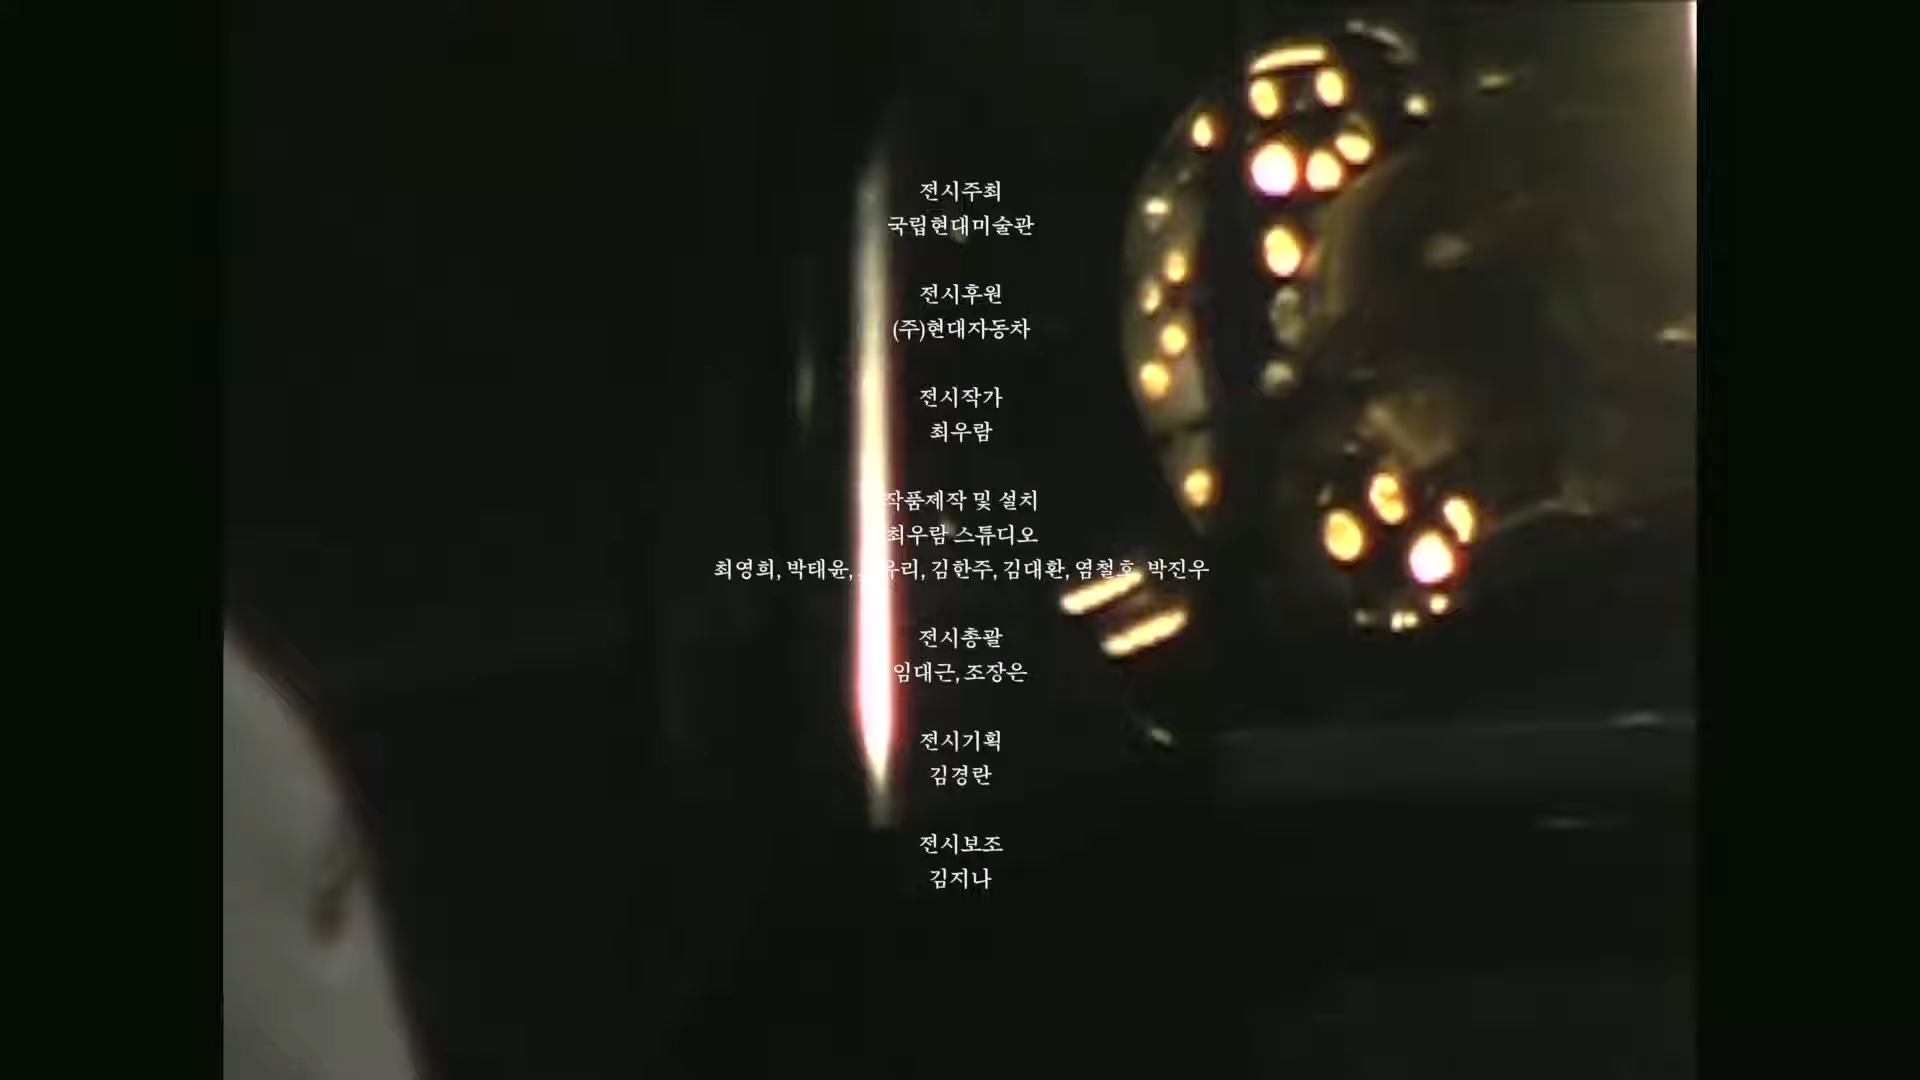 전시주최
국립현대미술관
전시후원
(주)현대자동차
전시작가
최우람
작품제작 및 설치
최우람 스튜디오
최영희, 박태윤, 김한주, 김대환, 염철호, 박진우
전시총괄
임대근, 조장은
전시기획
김경란
전시보조
김지나